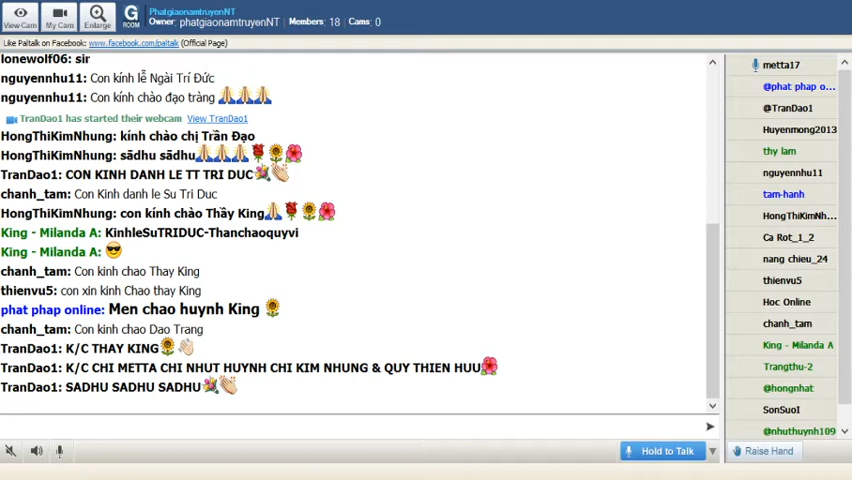 PhatgiaonamtruyenNT
Owner: phatgiaonamtruyenNT Members: 18 Cams: 0
View Cam
My Cam
Enlarge
G
ROOM
Like Paltalk on Facebook: www.facebook.com/paltalk (Official Page)
lonewolf06: sir
nguyennhu11: Con kính lễ Ngài Trí Đức
nguyennhu11: Con kính chào đạo tràng
TranDao1 has started their webcam View TranDao1
HongThiKimNhung: kính chào chị Trần Đạo
HongThiKimNhung: sādhu sādhu
TranDao1: CON KINH DANH LE TT TRI DUC
chanh_tam: Con Kinh danh le Su Tri Duc
HongThiKimNhung: con kính chào Thầy King
King - Milanda A: KinhleSuTRIDUC-Thanchaoquyvi
King - Milanda A:
chanh_tam: Con kinh chao Thay King
thienvu5: con xin kinh Chao thay King
phat phap online: Men chao huynh King
chanh_tam: Con kinh chao Dao Trang
TranDao1: K/C THAY KING
TranDao1: K/C CHI METTA CHI NHUT HUYNH CHI KIM NHUNG & QUY THIEN HUU
TranDao1: SADHU SADHU SADHU
Hold to Talk
metta17
@phat phap o...
@TranDao1
Huyenmong2013
thy lam
nguyennhu11
tam-hanh
HongThiKimNh...
Ca Rot_1_2
nang chieu_24
thienvu5
Hoc Online
chanh_tam
King - Milanda A
Trangthu-2
@hongnhat
SonSuoI
@nhuthuynh109
Raise Hand